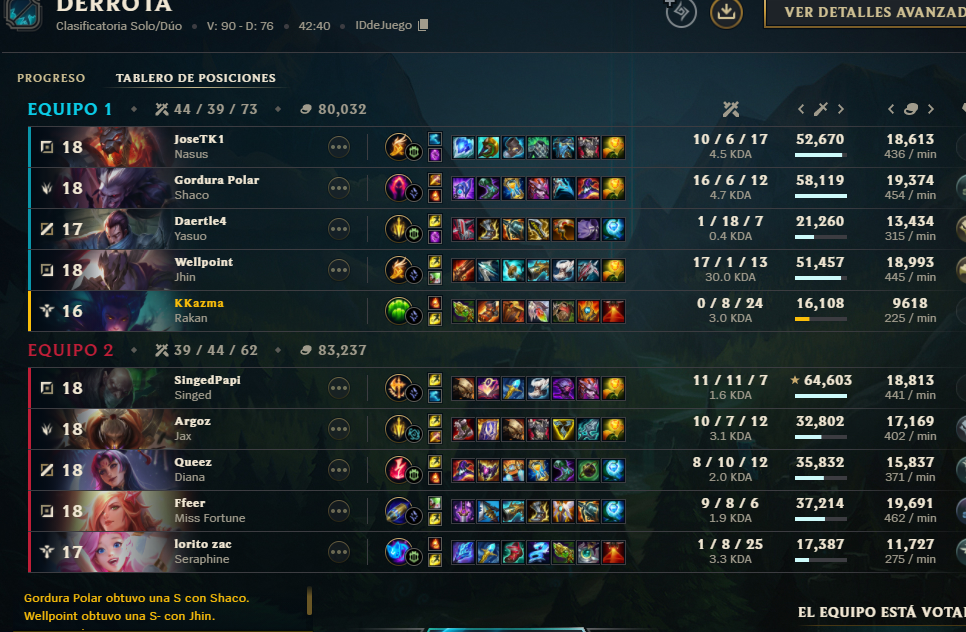 DERROTA
Clasificatoria Solo/Dúo • V: 90 - D: 76 • 42:40 • IDdeJuego
VER DETALLES AVANZAD
PROGRESO TABLERO DE POSICIONES
EQUIPO 1 • 44 / 39 / 73 • 80,032
18 JoseTK1 10 / 6 / 17 52,670 18,613
Nasus 4.5 KDA 436 / min
18 Gordura Polar 16 / 6 / 12 58,119 19,374
Shaco 4.7 KDA 454 / min
17 Daertle4 1 / 18 / 7 21,260 13,434
Yasuo 0.4 KDA 315 / min
18 Wellpoint 17 / 1 / 13 51,457 18,993
Jhin 30.0 KDA 445 / min
16 KKazma 0 / 8 / 24 16,108 9618
Rakan 3.0 KDA 225 / min
EQUIPO 2 • 39 / 44 / 62 • 83,237
18 SingedPapi 11 / 11 / 7 64,603 18,813
Singed 1.6 KDA 441 / min
18 Argoz 10 / 7 / 12 32,802 17,169
Jax 3.1 KDA 402 / min
18 Queez 8 / 10 / 12 35,832 15,837
Diana 2.0 KDA 371 / min
18 Ffeer 9 / 8 / 6 37,214 19,691
Miss Fortune 1.9 KDA 462 / min
17 lorito zac 1 / 8 / 25 17,387 11,727
Seraphine 3.3 KDA 275 / min
Gordura Polar obtuvo una S con Shaco.
Wellpoint obtuvo una S- con Jhin.
EL EQUIPO ESTÁ VOTA